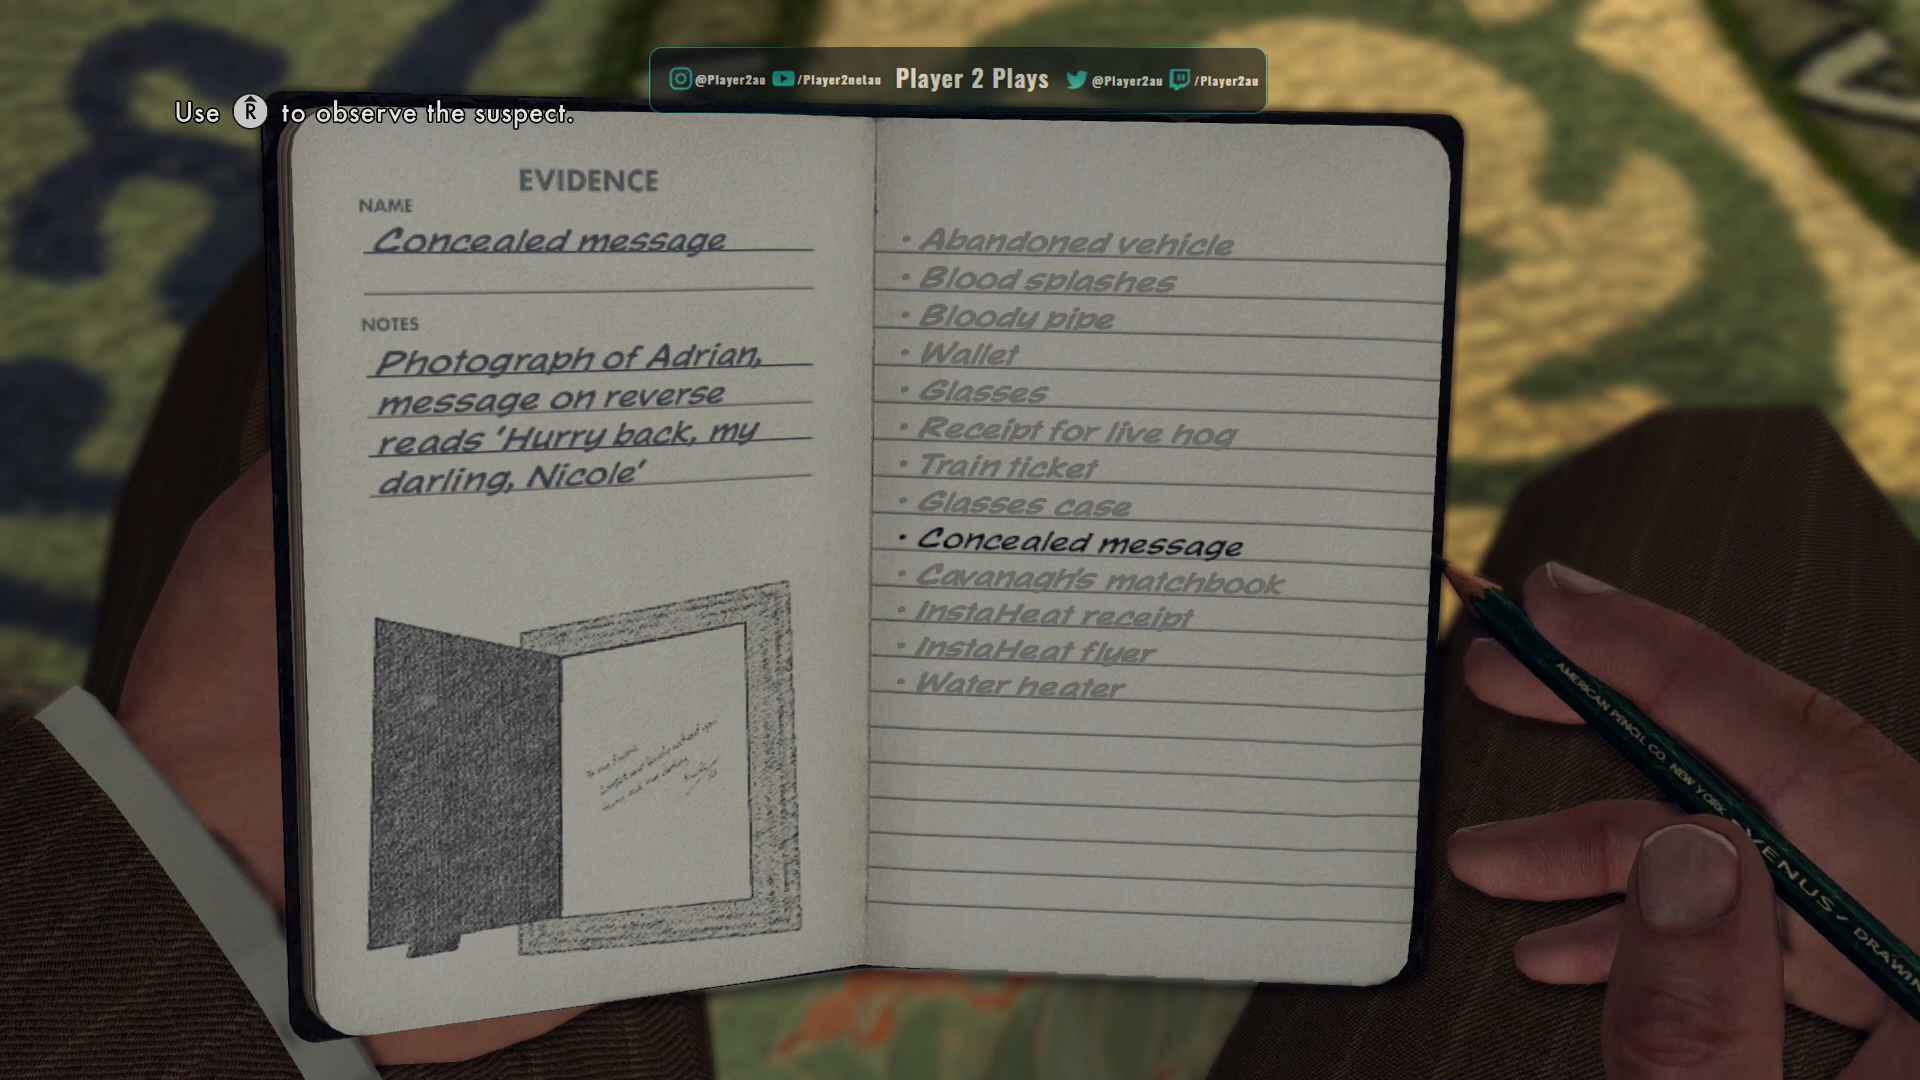 @Player2au /Player2netau Player 2 Plays @Player2au /Player2au
Use R to observe the suspect.
EVIDENCE
NAME
Concealed message
NOTES
Photograph of Adrian,
message on reverse
reads 'Hurry back, my
darling, Nicole'
• Abandoned vehicle
• Blood splashes
• Bloody pipe
• Wallet
• Glasses
• Receipt for live hog
• Train ticket
• Glasses case
• Concealed message
• Cavanagh's matchbook
• InstaHeat receipt
• InstaHeat flyer
• Water heater
AMERICAN PENCIL CO. NEW YORK "VENUS" DRAWIN